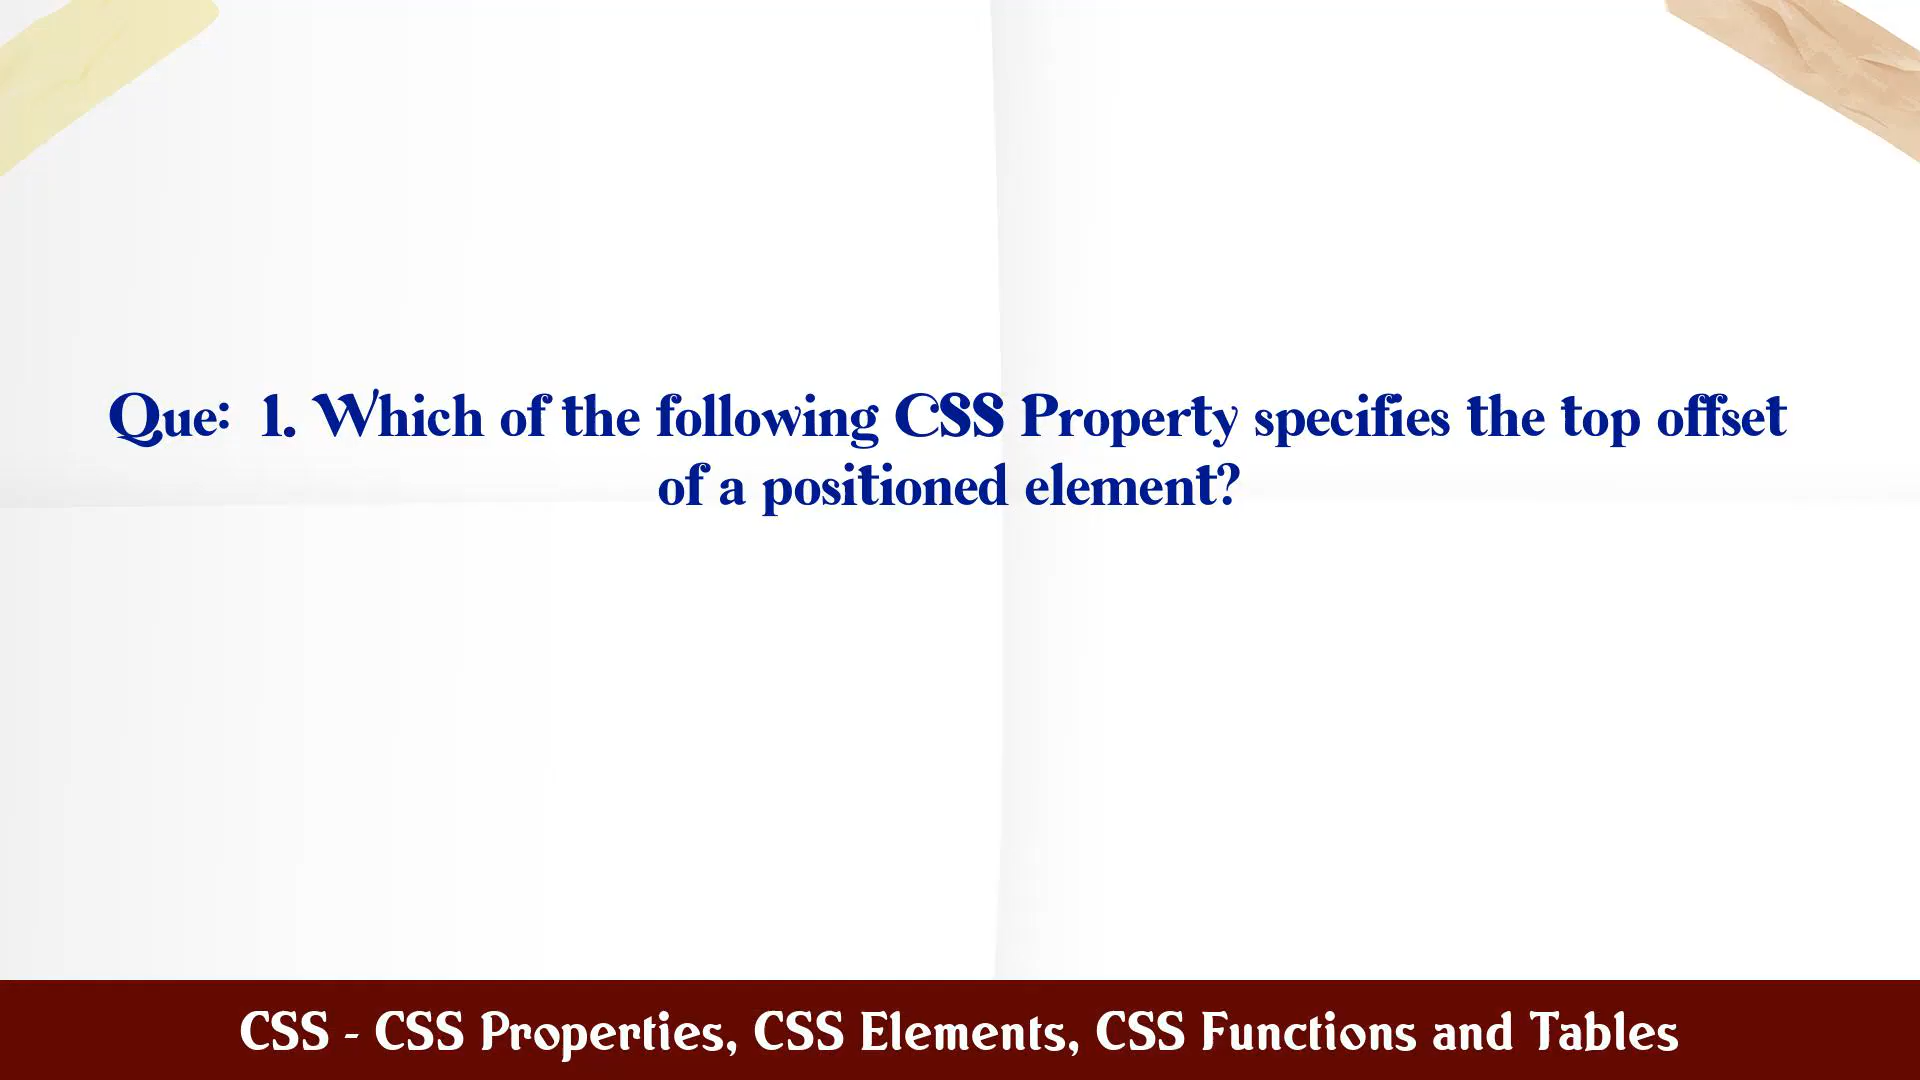 Que: 1. Which of the following CSS Property specifies the top offset
of a positioned element?
CSS - CSS Properties, CSS Elements, CSS Functions and Tables